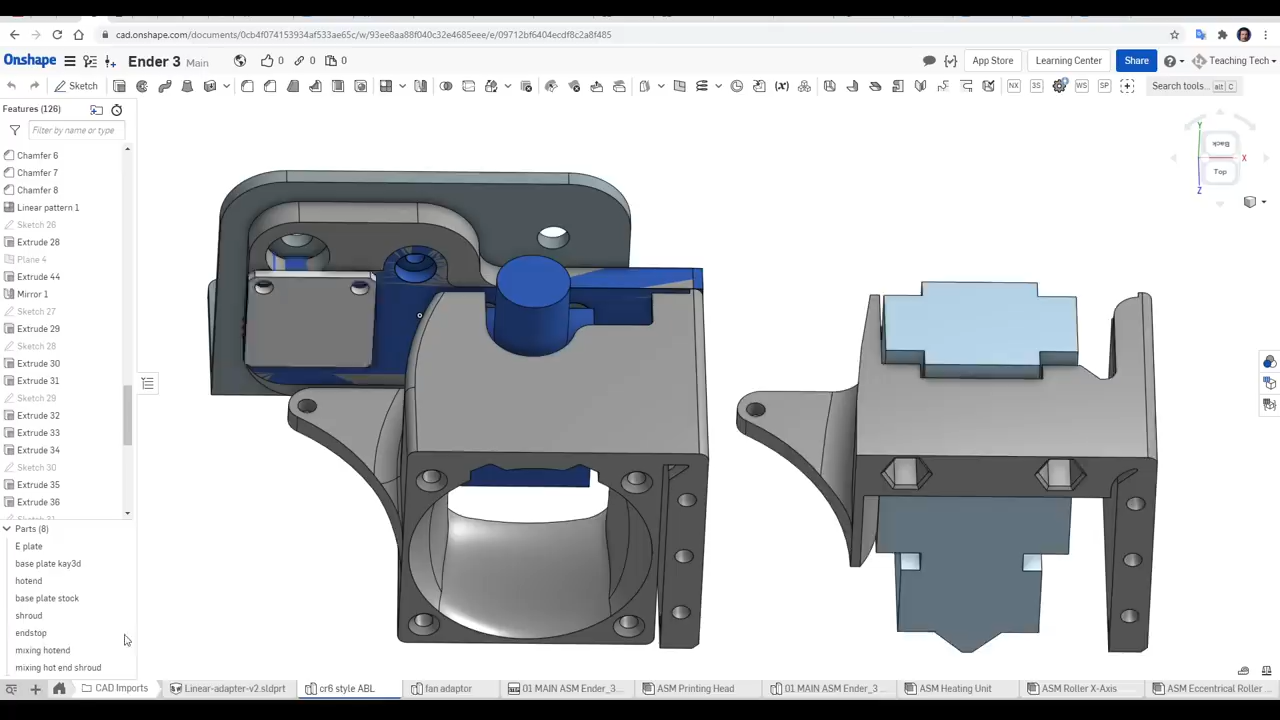 cad.onshape.com/documents/0cb4f074153934af533ae65c/w/93ee8aa88f040c32e4685eee/e/09712bf6404ecdf8c2a8f485
Onshape Ender 3 Main 0 0 0 App Store Learning Center Share Teaching Tech
Sketch NX 3S WS SP Search tools... alt C
Features (126)
Filter by name or type
Chamfer 6
Chamfer 7
Chamfer 8
Linear pattern 1
Sketch 26
Extrude 28
Plane 4
Extrude 44
Mirror 1
Sketch 27
Extrude 29
Sketch 28
Extrude 30
Extrude 31
Sketch 29
Extrude 32
Extrude 33
Extrude 34
Sketch 30
Extrude 35
Extrude 36
Parts (8)
E plate
base plate kay3d
hotend
base plate stock
shroud
endstop
mixing hotend
mixing hot end shroud
Y
Back
X
Top
Z
CAD Imports Linear-adapter-v2.sldprt cr6 style ABL fan adaptor 01 MAIN ASM Ender_3... ASM Printing Head 01 MAIN ASM Ender_3... ASM Heating Unit ASM Roller X-Axis ASM Eccentrical Roller ...